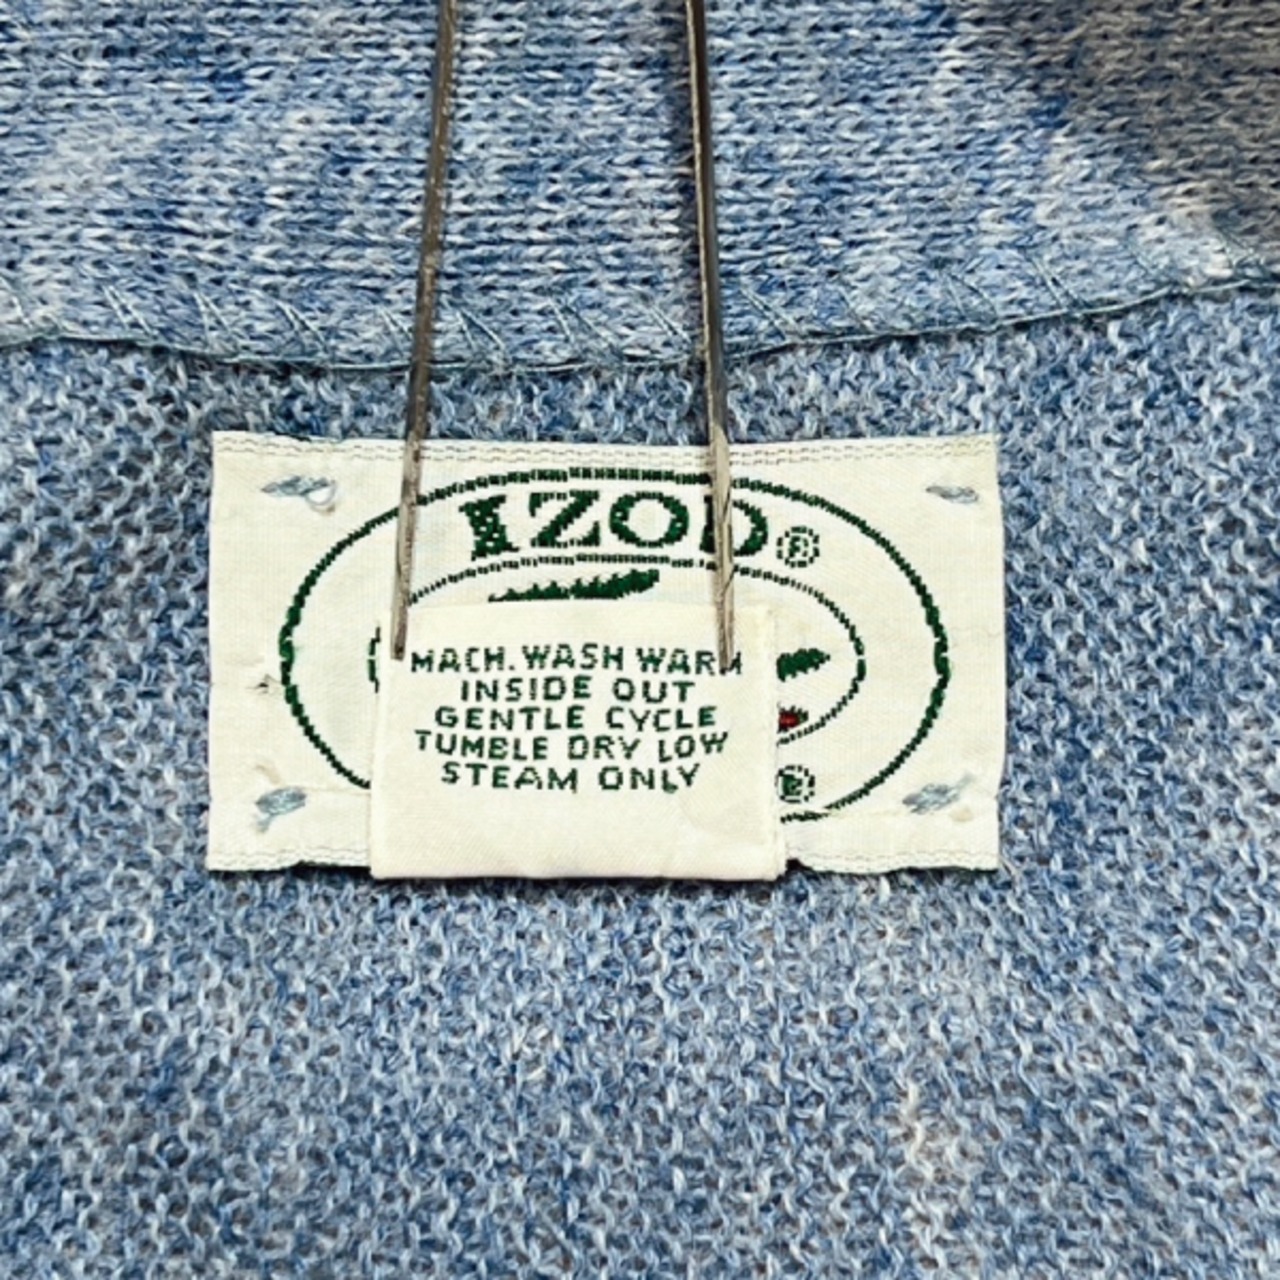 IZOD®
MACH. WASH WARM
INSIDE OUT
GENTLE CYCLE
TUMBLE DRY LOW
STEAM ONLY
®